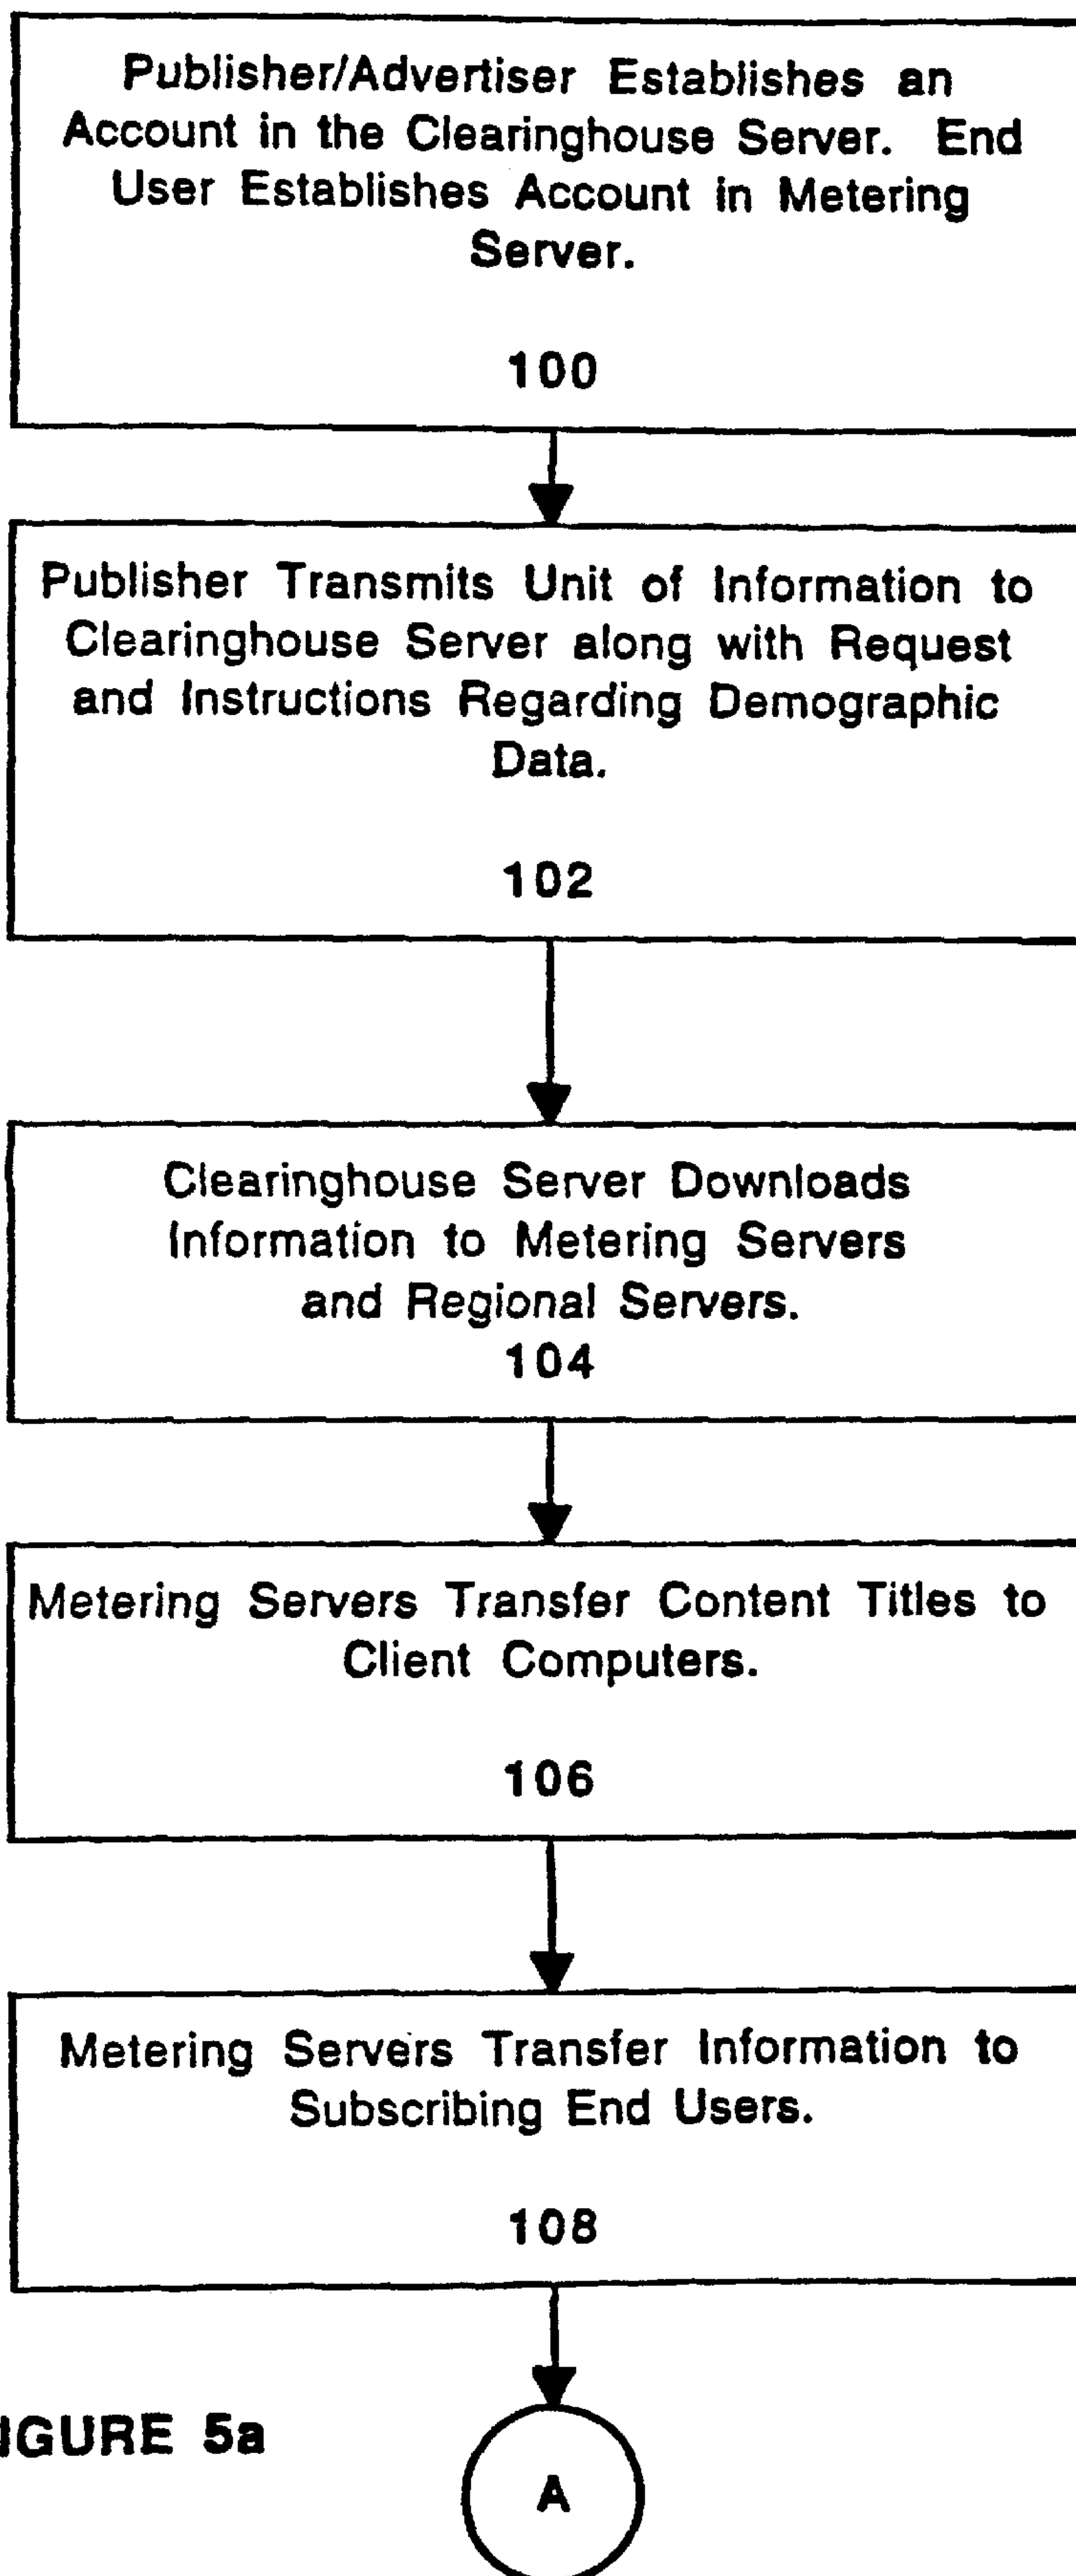 Publisher/Advertiser Establishes an
Account in the Clearinghouse Server. End
User Establishes Account in Metering
Server.
100
Publisher Transmits Unit of Information to
Clearinghouse Server along with Request
and Instructions Regarding Demographic
Data.
102
Clearinghouse Server Downloads
Information to Metering Servers
and Regional Servers.
104
Metering Servers Transfer Content Titles to
Client Computers.
106
Metering Servers Transfer Information to
Subscribing End Users.
108
IGURE 5a
A